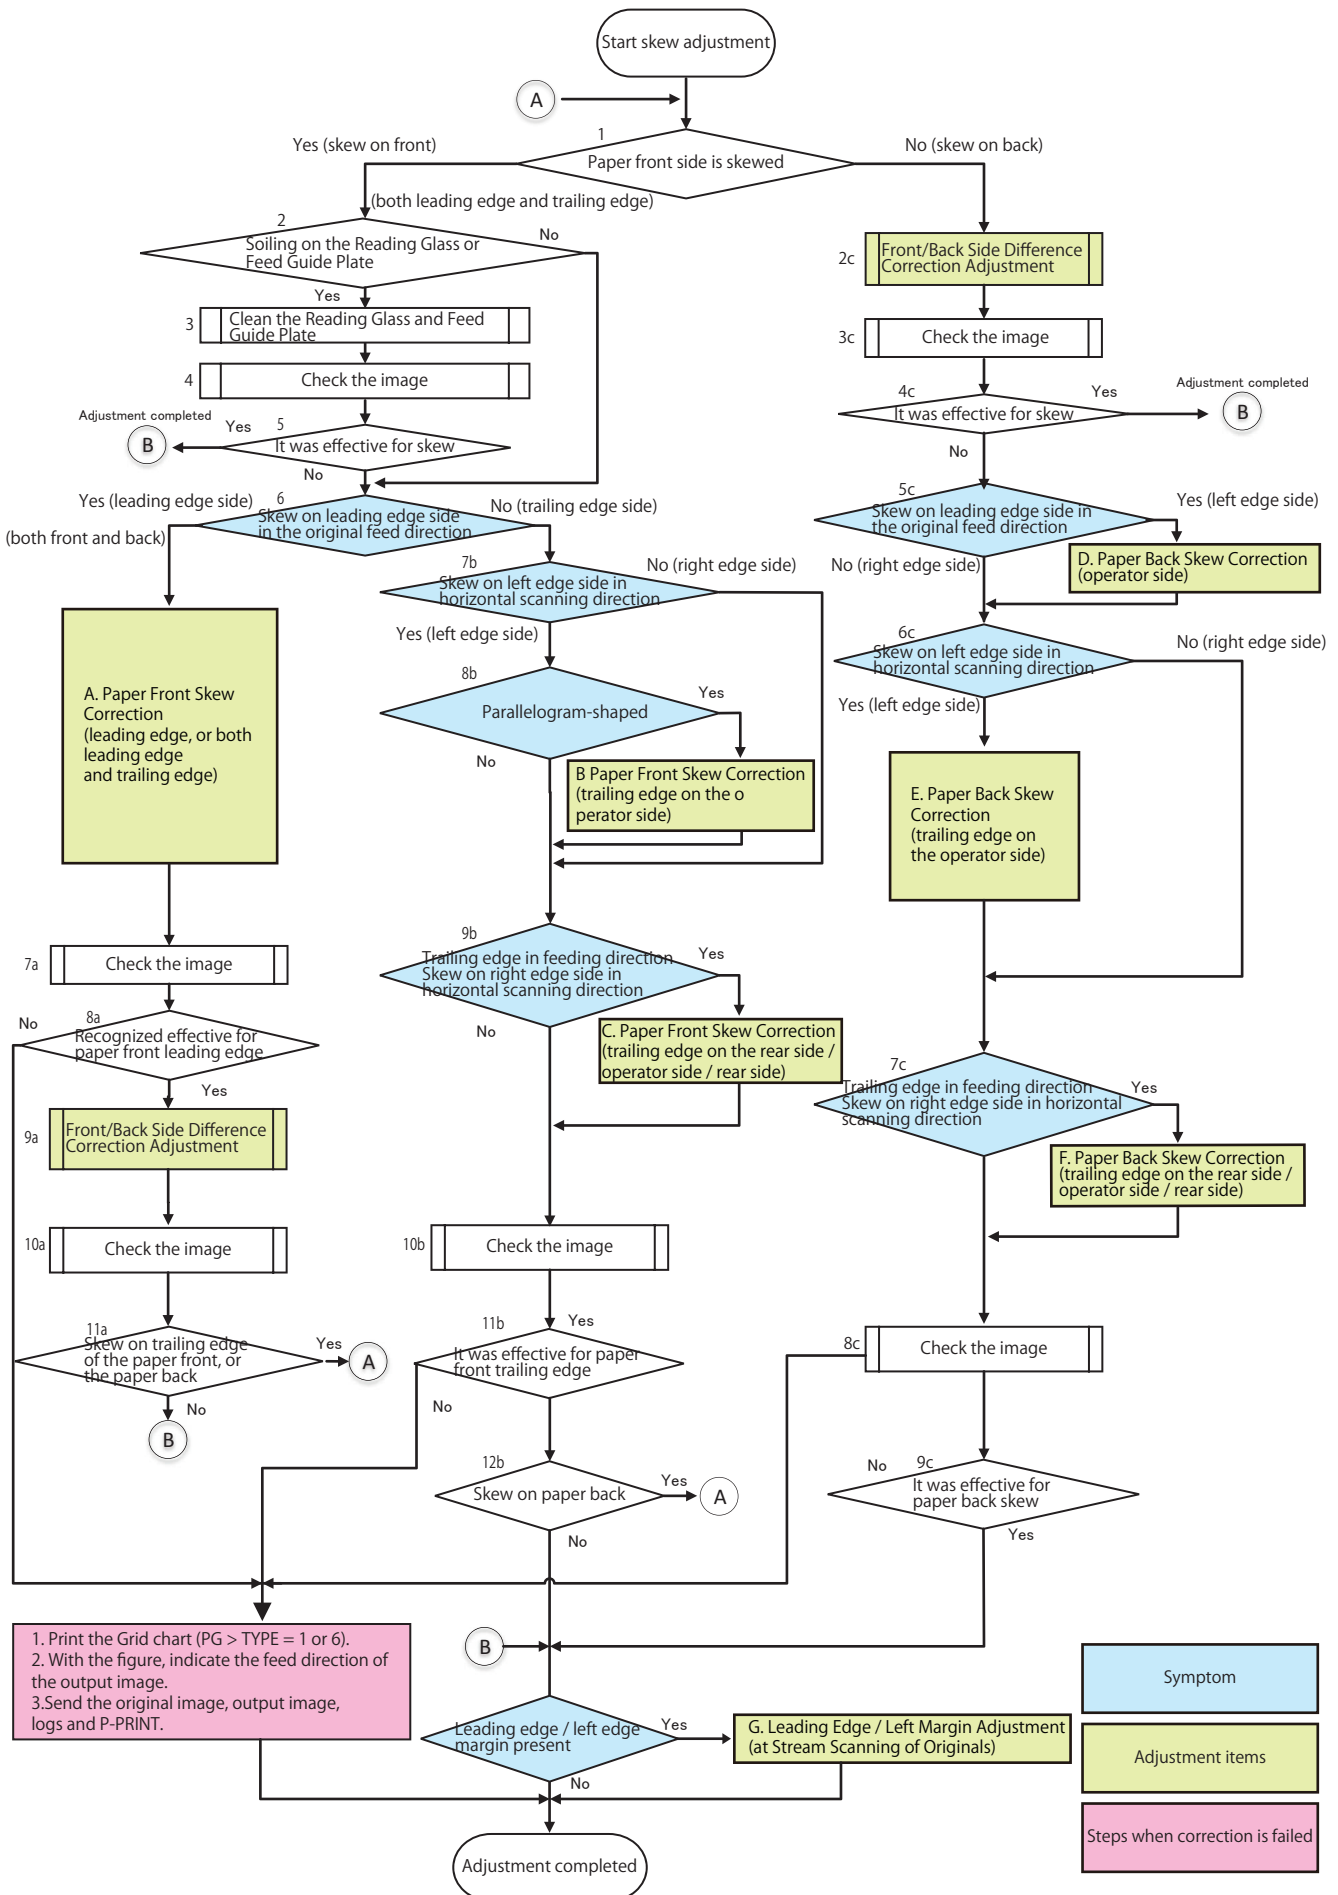 Start skew adjustment
A
1
Paper front side is skewed
Yes (skew on front)
No (skew on back)
(both leading edge and trailing edge)
2
Soiling on the Reading Glass or
Feed Guide Plate
No
Yes
3
Clean the Reading Glass and Feed
Guide Plate
4
Check the image
Adjustment completed
B
Yes
5
It was effective for skew
No
2c
Front/Back Side Difference
Correction Adjustment
3c
Check the image
4c
It was effective for skew
Yes
Adjustment completed
B
No
Yes (leading edge side)
6
Skew on leading edge side
in the original feed direction
No (trailing edge side)
(both front and back)
5c
Skew on leading edge side in
the original feed direction
Yes (left edge side)
No (right edge side)
D. Paper Back Skew Correction
(operator side)
7b
Skew on left edge side in
horizontal scanning direction
No (right edge side)
Yes (left edge side)
8b
Parallelogram-shaped
Yes
No
B Paper Front Skew Correction
(trailing edge on the o
perator side)
6c
Skew on left edge side in
horizontal scanning direction
No (right edge side)
Yes (left edge side)
A. Paper Front Skew
Correction
(leading edge, or both
leading edge
and trailing edge)
E. Paper Back Skew
Correction
(trailing edge on
the operator side)
7a
Check the image
No
8a
Recognized effective for
paper front leading edge
Yes
9b
Trailing edge in feeding direction
Skew on right edge side in
horizontal scanning direction
Yes
No
C. Paper Front Skew Correction
(trailing edge on the rear side /
operator side / rear side)
7c
Trailing edge in feeding direction
Skew on right edge side in horizontal
scanning direction
Yes
F. Paper Back Skew Correction
(trailing edge on the rear side /
operator side / rear side)
9a
Front/Back Side Difference
Correction Adjustment
10a
Check the image
10b
Check the image
11a
Skew on trailing edge
of the paper front, or
the paper back
Yes
A
No
B
11b
Yes
It was effective for paper
front trailing edge
No
8c
Check the image
12b
Skew on paper back
Yes
A
No
No
9c
It was effective for
paper back skew
Yes
1. Print the Grid chart (PG > TYPE = 1 or 6).
2. With the figure, indicate the feed direction of
the output image.
3.Send the original image, output image,
logs and P-PRINT.
B
Leading edge / left edge
margin present
Yes
No
G. Leading Edge / Left Margin Adjustment
(at Stream Scanning of Originals)
Adjustment completed
Symptom
Adjustment items
Steps when correction is failed